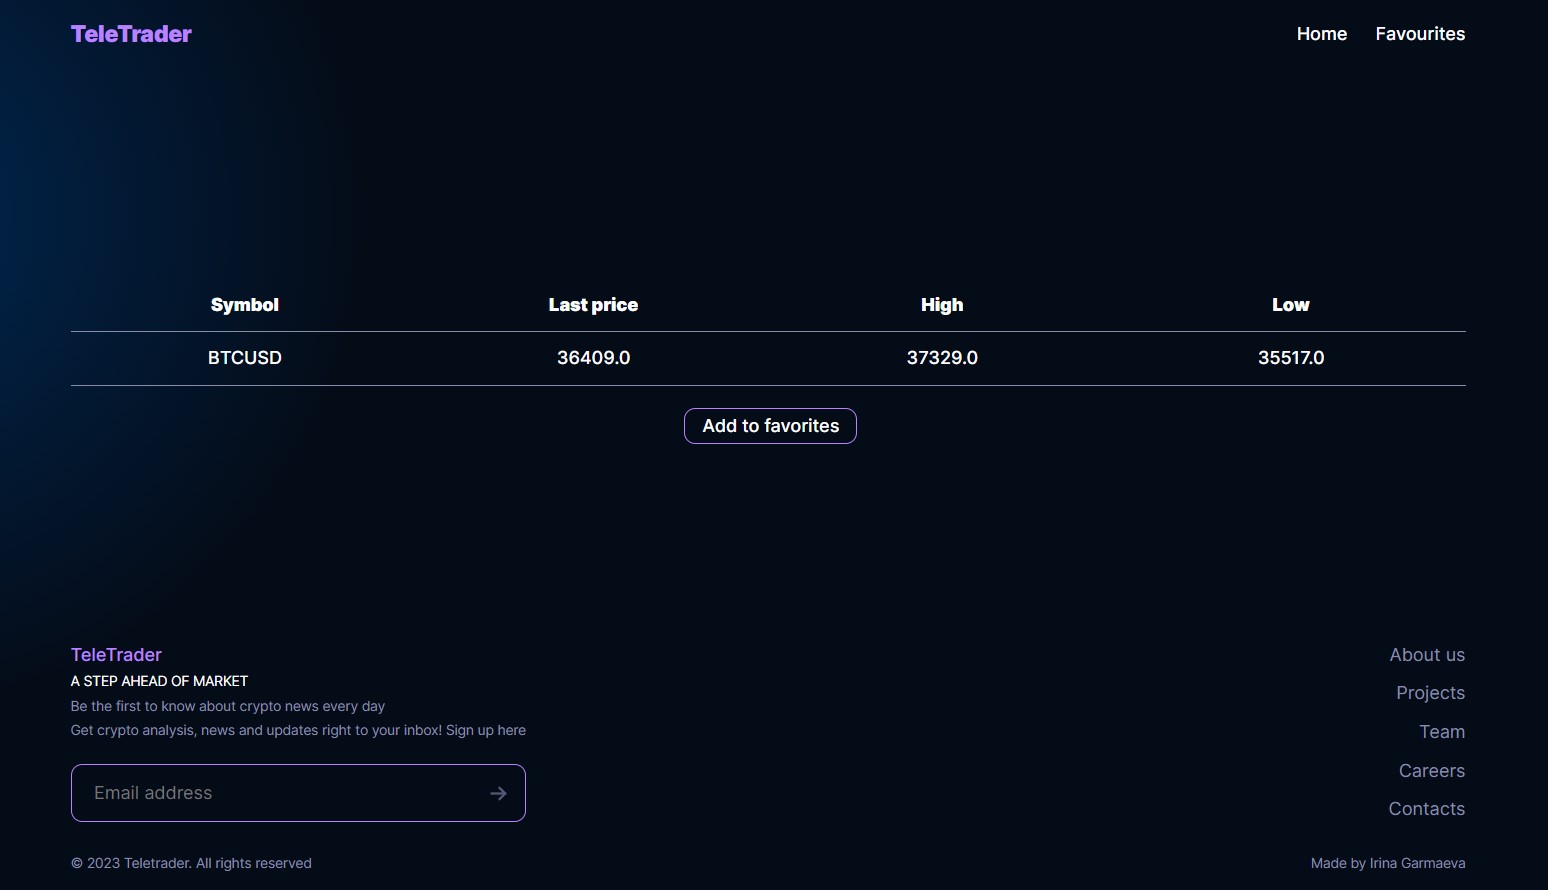 TeleTrader
Home Favourites
Symbol Last price High Low
BTCUSD 36409.0 37329.0 35517.0
Add to favorites
TeleTrader
A STEP AHEAD OF MARKET
Be the first to know about crypto news every day
Get crypto analysis, news and updates right to your inbox! Sign up here
Email address
About us
Projects
Team
Careers
Contacts
© 2023 Teletrader. All rights reserved
Made by Irina Garmaeva